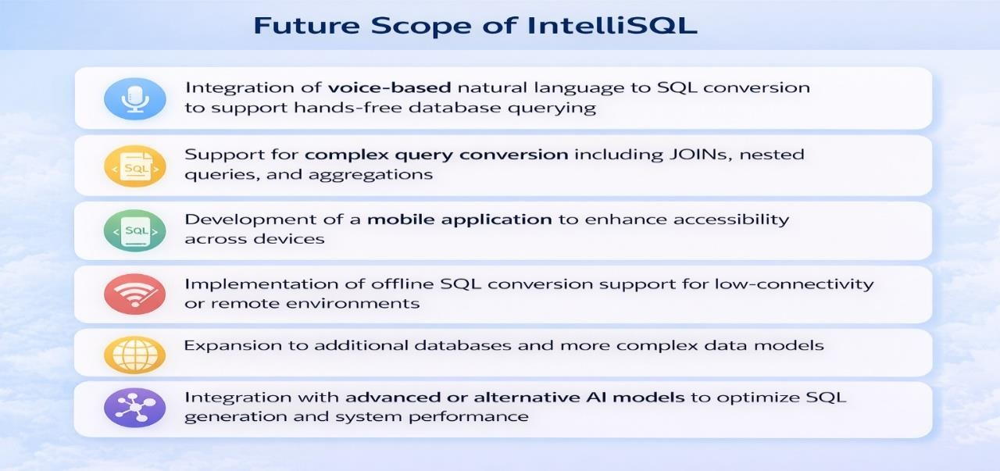 Future Scope of IntelliSQL
Integration of voice-based natural language to SQL conversion
to support hands-free database querying
SQL
Support for complex query conversion including JOINs, nested
queries, and aggregations
SQL
Development of a mobile application to enhance accessibility
across devices
Implementation of offline SQL conversion support for low-connectivity
or remote environments
Expansion to additional databases and more complex data models
Integration with advanced or alternative AI models to optimize SQL
generation and system performance